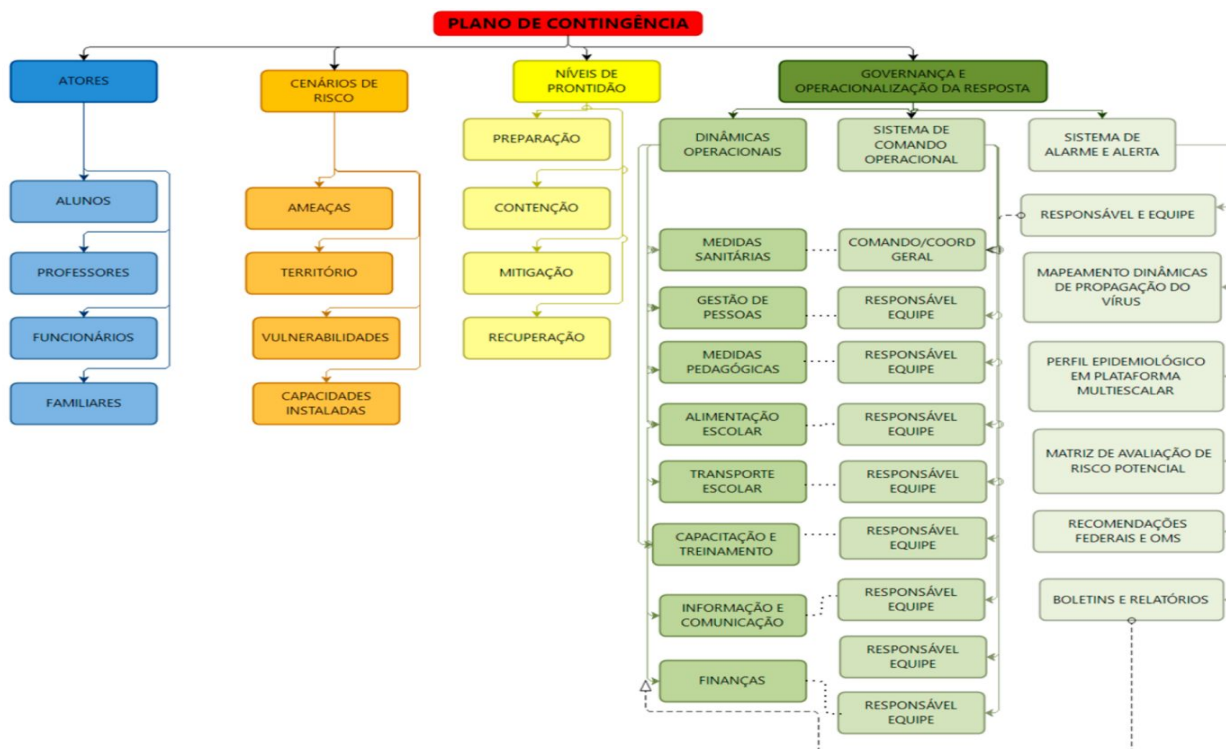 PLANO DE CONTINGÊNCIA
ATORES
ALUNOS
PROFESSORES
FUNCIONÁRIOS
FAMILIARES
CENÁRIOS DE
RISCO
AMEAÇAS
TERRITÓRIO
VULNERABILIDADES
CAPACIDADES
INSTALADAS
NÍVEIS DE
PRONTIDÃO
PREPARAÇÃO
CONTENÇÃO
MITIGAÇÃO
RECUPERAÇÃO
GOVERNANÇA E
OPERACIONALIZAÇÃO DA RESPOSTA
DINÂMICAS
OPERACIONAIS
MEDIDAS
SANITÁRIAS
GESTÃO DE
PESSOAS
MEDIDAS
PEDAGÓGICAS
ALIMENTAÇÃO
ESCOLAR
TRANSPORTE
ESCOLAR
CAPACITAÇÃO E
TREINAMENTO
INFORMAÇÃO E
COMUNICAÇÃO
FINANÇAS
SISTEMA DE
COMANDO
OPERACIONAL
COMANDO/COORD
GERAL
RESPONSÁVEL
EQUIPE
RESPONSÁVEL
EQUIPE
RESPONSÁVEL
EQUIPE
RESPONSÁVEL
EQUIPE
RESPONSÁVEL
EQUIPE
RESPONSÁVEL
EQUIPE
RESPONSÁVEL
EQUIPE
RESPONSÁVEL
EQUIPE
SISTEMA DE
ALARME E ALERTA
RESPONSÁVEL E EQUIPE
MAPEAMENTO DINÂMICAS
DE PROPAGAÇÃO DO
VÍRUS
PERFIL EPIDEMIOLÓGICO
EM PLATAFORMA
MULTIESCALAR
MATRIZ DE AVALIAÇÃO DE
RISCO POTENCIAL
RECOMENDAÇÕES
FEDERAIS E OMS
BOLETINS E RELATÓRIOS